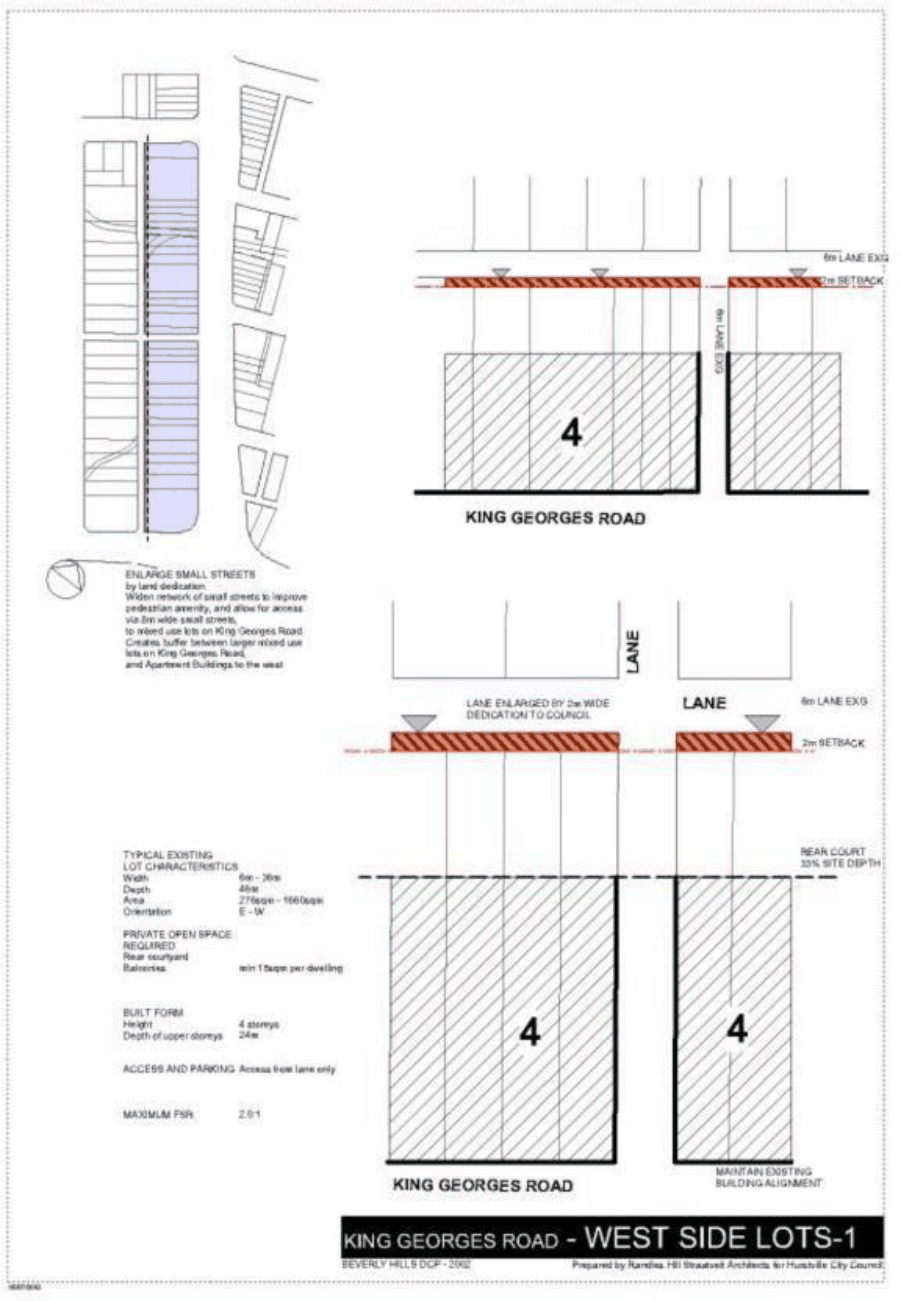 6m LANE EXG
2m SETBACK
6m LANE EXG
4
KING GEORGES ROAD
ENLARGE SMALL STREETS
by land dedication
Widen network of small streets to improve
pedestrian amenity, and allow for access
via 8m wide small streets,
to mixed use lots on King Georges Road.
Creates buffer between larger mixed use
lots on King Georges Road,
and Apartment Buildings to the west
LANE
LANE ENLARGED BY 2m WIDE
DEDICATION TO COUNCIL
LANE
6m LANE EXG
2m SETBACK
REAR COURT
33% SITE DEPTH
TYPICAL EXISTING
LOT CHARACTERISTICS
Width 6m - 36m
Depth 46m
Area 276sqm - 1660sqm
Orientation E - W
PRIVATE OPEN SPACE
REQUIRED
Rear courtyard
Balconies min 15sqm per dwelling
BUILT FORM
Height 4 storeys
Depth of upper storeys 24m
ACCESS AND PARKING Access from lane only
MAXIMUM FSR 2.0:1
4
4
KING GEORGES ROAD
MAINTAIN EXISTING
BUILDING ALIGNMENT
KING GEORGES ROAD - WEST SIDE LOTS-1
BEVERLY HILLS DCP - 2002
Prepared by Randles Hill Straatveit Architects for Hurstville City Council